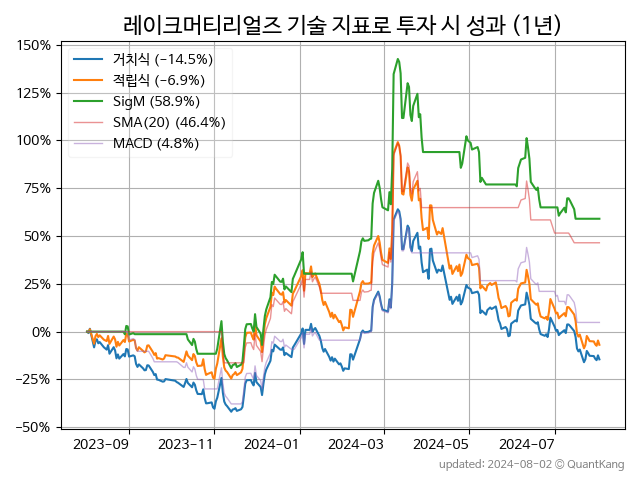 레이크머티리얼즈 기술 지표로 투자 시 성과 (1년)
150%
125%
100%
75%
50%
25%
0%
−25%
−50%
거치식 (−14.5%)
적립식 (−6.9%)
SigM (58.9%)
SMA(20) (46.4%)
MACD (4.8%)
2023-09
2023-11
2024-01
2024-03
2024-05
2024-07
updated: 2024-08-02 © QuantKang